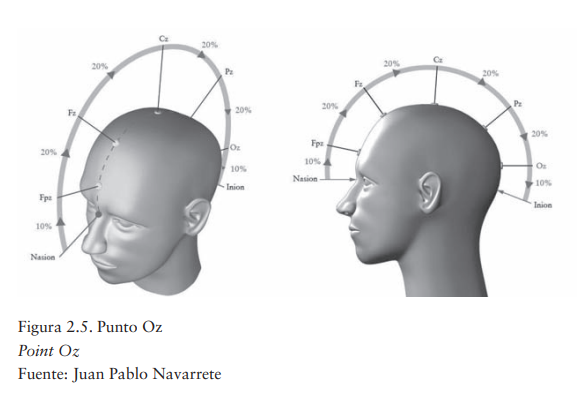 Cz
20%
20%
Pz
Fz
20%
20%
Oz
10%
Inion
Fpz
10%
Nasion
Cz
20%
20%
Fz
Pz
20%
20%
Fpz
10%
Oz
Nasion
10%
Inion
Figura 2.5. Punto Oz
Point Oz
Fuente: Juan Pablo Navarrete